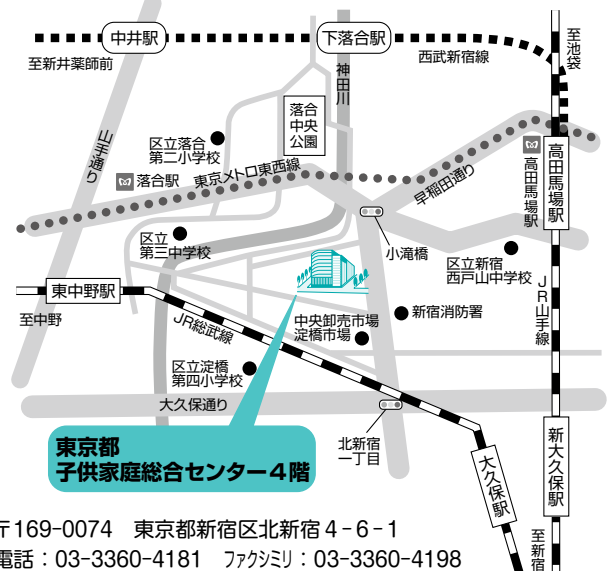 中井駅
下落合駅
至新井薬師前
西武新宿線
至池袋
神田川
山手通り
落合
中央
公園
区立落合
第二小学校
落合駅
東京メトロ東西線
早稲田通り
高田馬場駅
高田馬場駅
区立
第三中学校
小滝橋
区立新宿
西戸山中学校
東中野駅
至中野
JR総武線
中央卸売市場
淀橋市場
新宿消防署
JR山手線
区立淀橋
第四小学校
大久保通り
北新宿
一丁目
大久保駅
新大久保駅
至新宿
東京都
子供家庭総合センター4階
〒169-0074 東京都新宿区北新宿4-6-1
電話：03-3360-4181 ファクシミリ：03-3360-4198